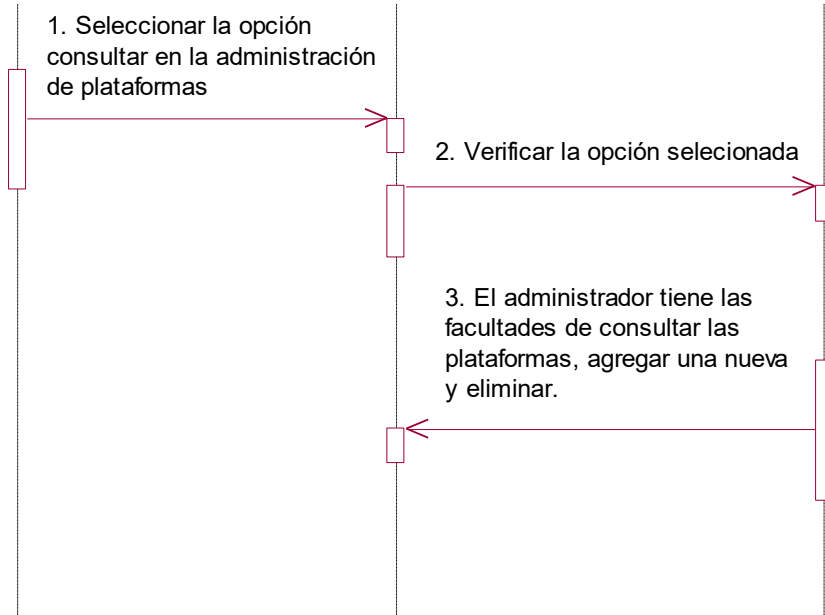 1. Seleccionar la opción
consultar en la administración
de plataformas
2. Verificar la opción selecionada
3. El administrador tiene las
facultades de consultar las
plataformas, agregar una nueva
y eliminar.